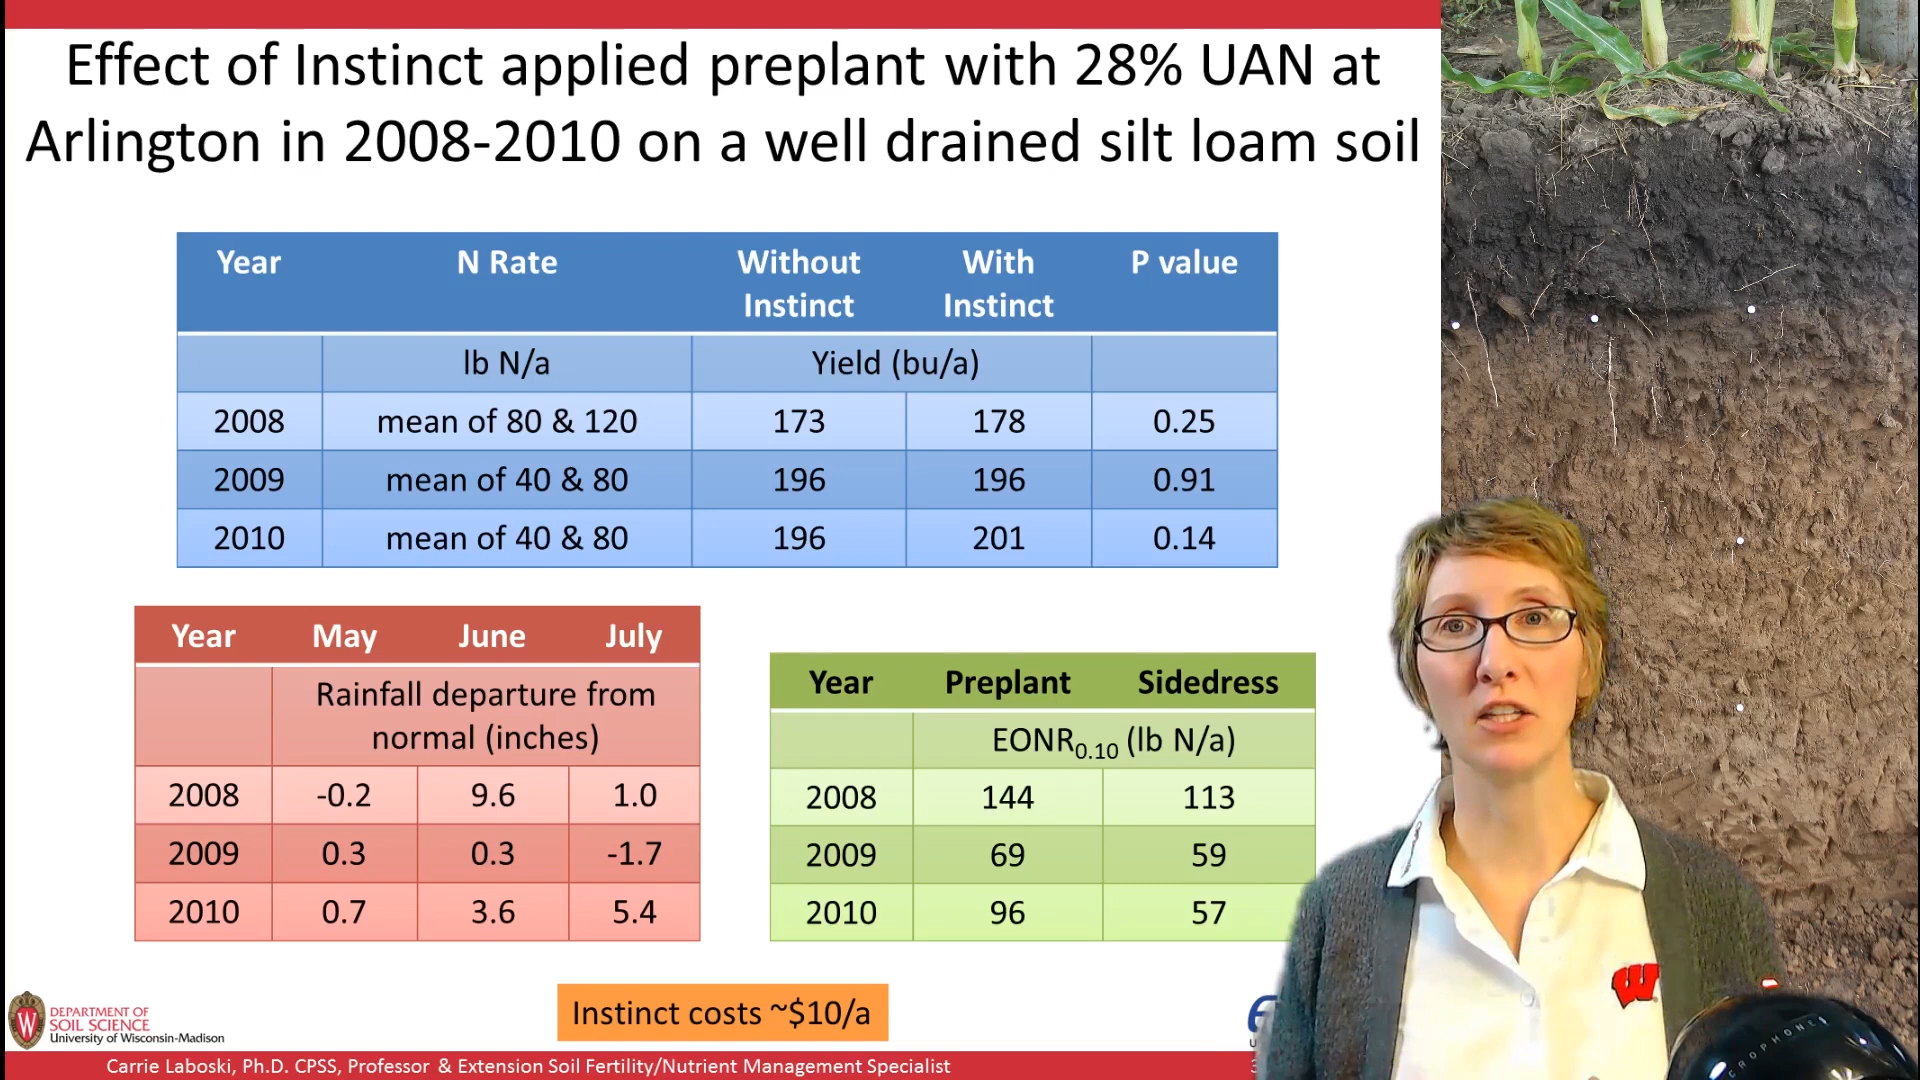 Effect of Instinct applied preplant with 28% UAN at
Arlington in 2008-2010 on a well drained silt loam soil
Year N Rate Without Instinct With Instinct P value
lb N/a Yield (bu/a)
2008 mean of 80 & 120 173 178 0.25
2009 mean of 40 & 80 196 196 0.91
2010 mean of 40 & 80 196 201 0.14
Year May June July
Rainfall departure from
normal (inches)
2008 -0.2 9.6 1.0
2009 0.3 0.3 -1.7
2010 0.7 3.6 5.4
Year Preplant Sidedress
EONR0.10 (lb N/a)
2008 144 113
2009 69 59
2010 96 57
Instinct costs ~$10/a
W
DEPARTMENT OF
SOIL SCIENCE
University of Wisconsin-Madison
Carrie Laboski, Ph.D. CPSS, Professor & Extension Soil Fertility/Nutrient Management Specialist
W